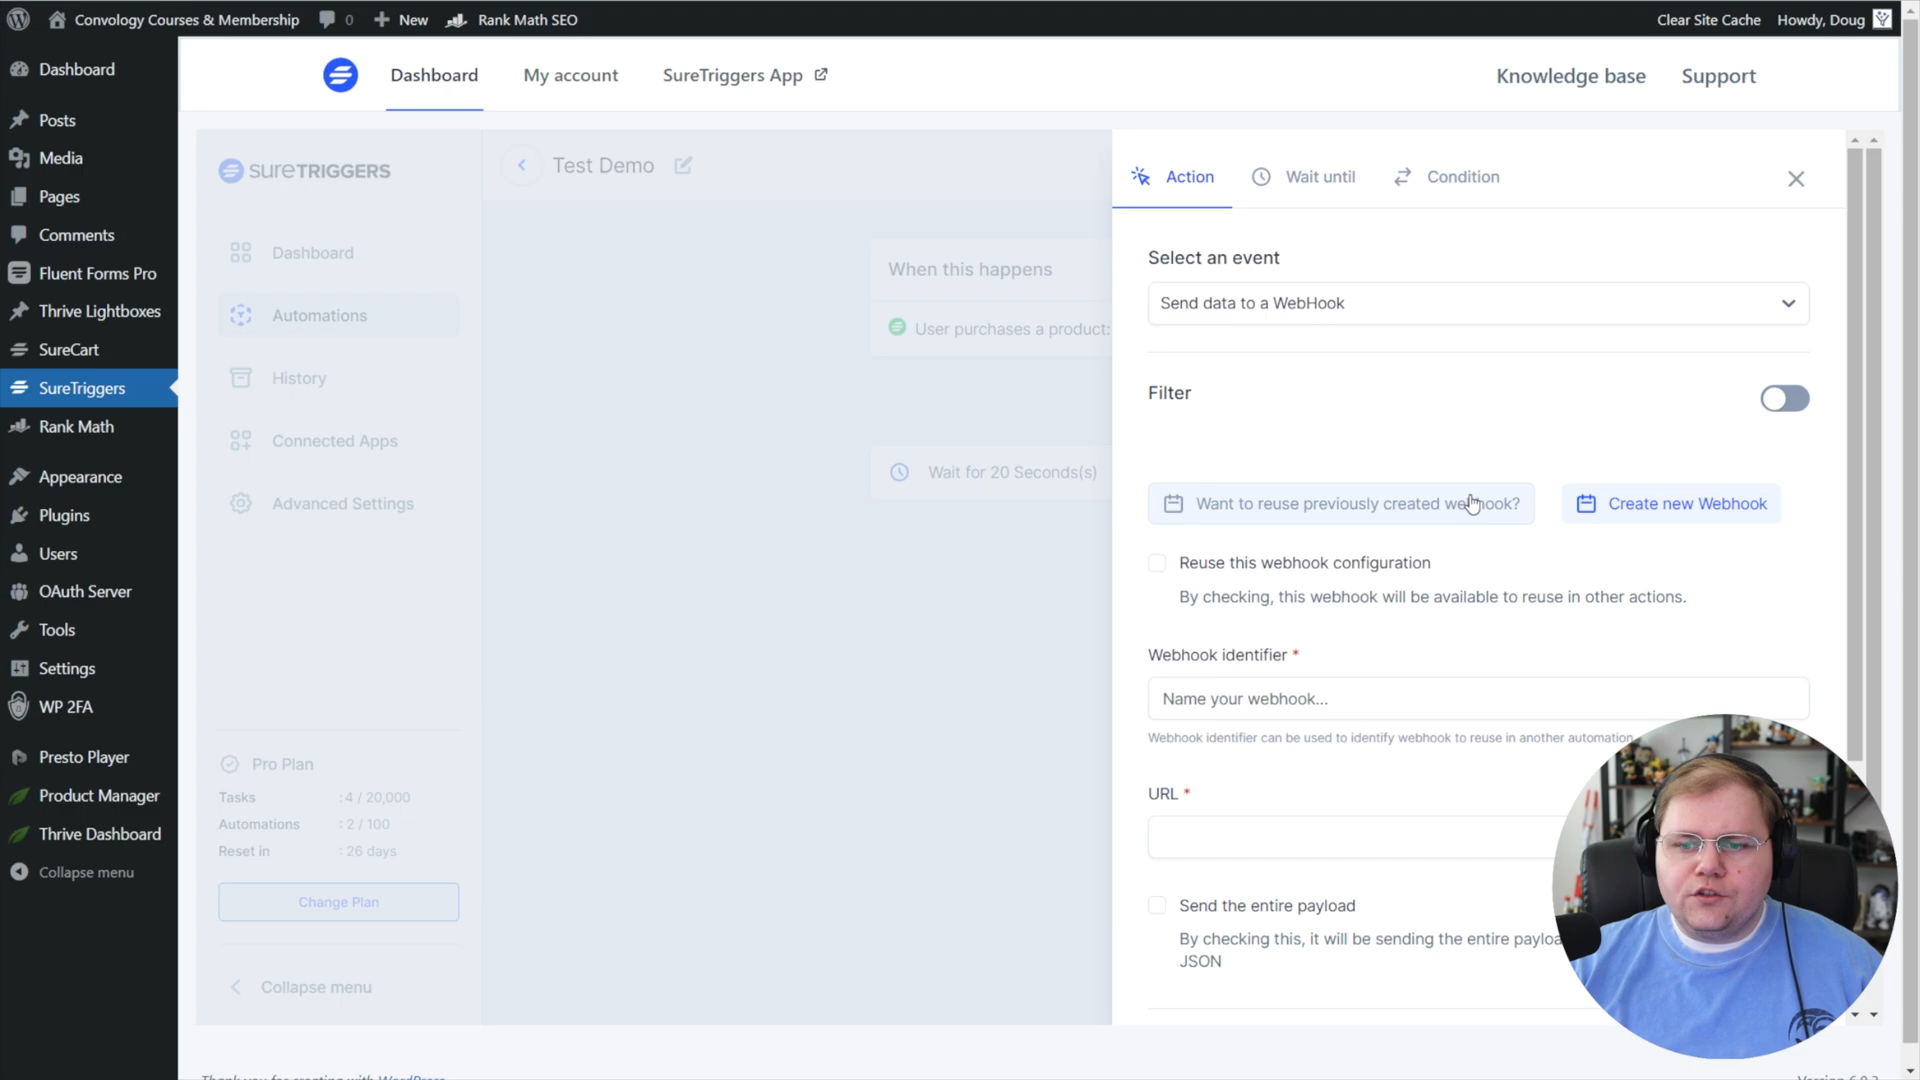 Convology Courses & Membership 0 New Rank Math SEO Clear Site Cache Howdy, Doug
Dashboard
Posts
Media
Pages
Comments
Fluent Forms Pro
Thrive Lightboxes
SureCart
SureTriggers
Rank Math
Appearance
Plugins
Users
OAuth Server
Tools
Settings
WP 2FA
Presto Player
Product Manager
Thrive Dashboard
Collapse menu
Dashboard My account SureTriggers App Knowledge base Support
SURETRIGGERS
Dashboard
Automations
History
Connected Apps
Advanced Settings
Pro Plan
Tasks : 4 / 20,000
Automations : 2 / 100
Reset in : 26 days
Change Plan
Collapse menu
Test Demo
When this happens
User purchases a product:
Wait for 20 Seconds(s)
Action Wait until Condition
Select an event
Send data to a WebHook
Filter
Want to reuse previously created webhook? Create new Webhook
Reuse this webhook configuration
By checking, this webhook will be available to reuse in other actions.
Webhook identifier *
Name your webhook...
Webhook identifier can be used to identify webhook to reuse in another automation
URL *
Send the entire payload
By checking this, it will be sending the entire payloa
JSON
Thank you for creating with WordPress